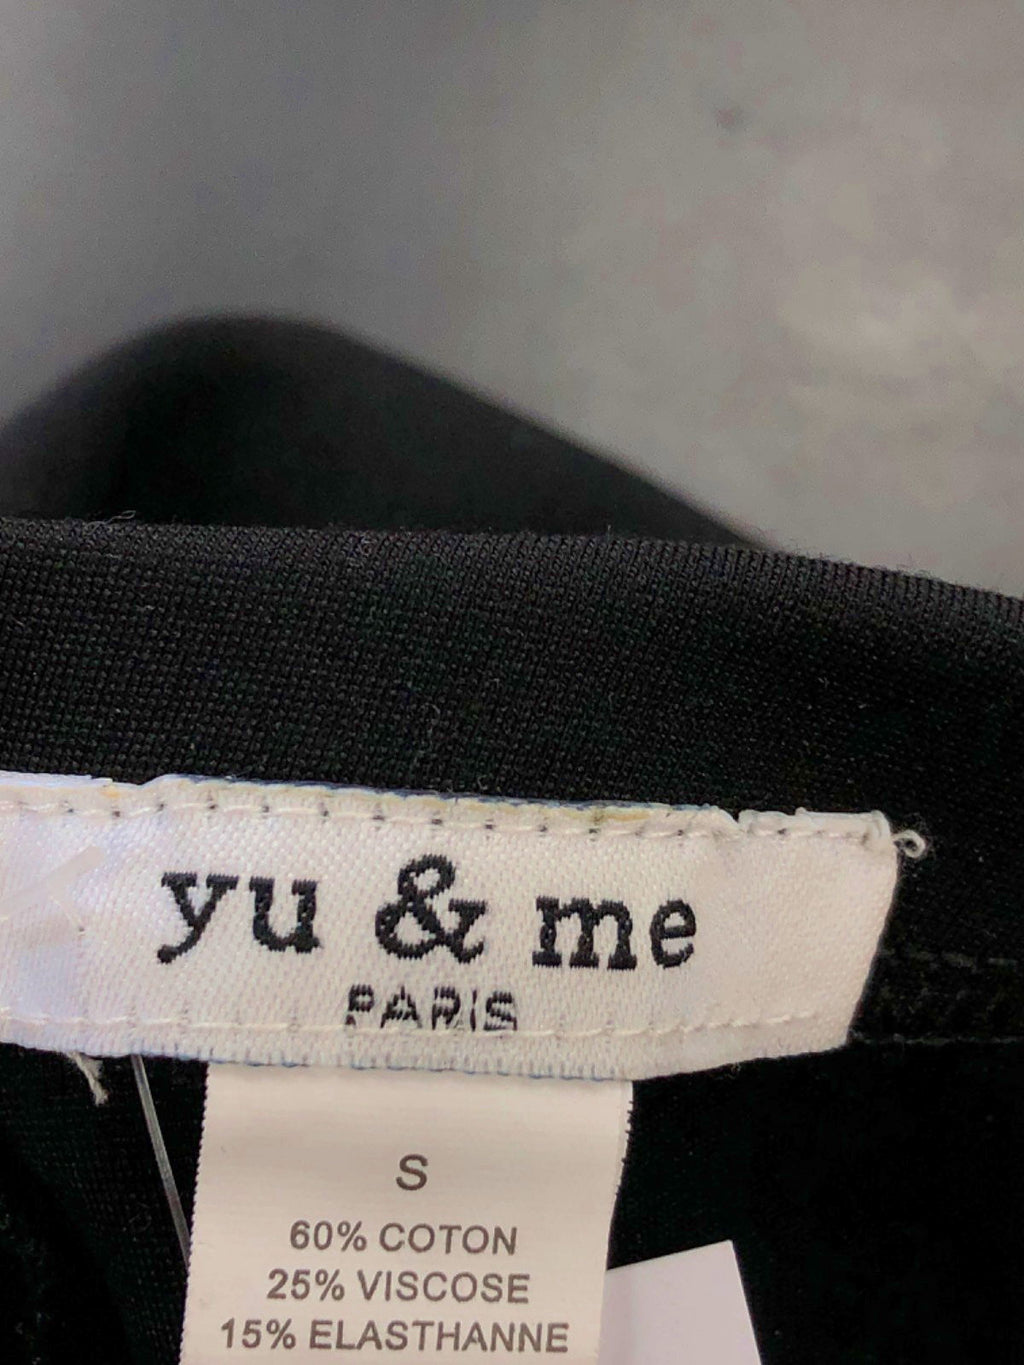 yu & me
PARIS
S
60% COTON
25% VISCOSE
15% ELASTHANNE